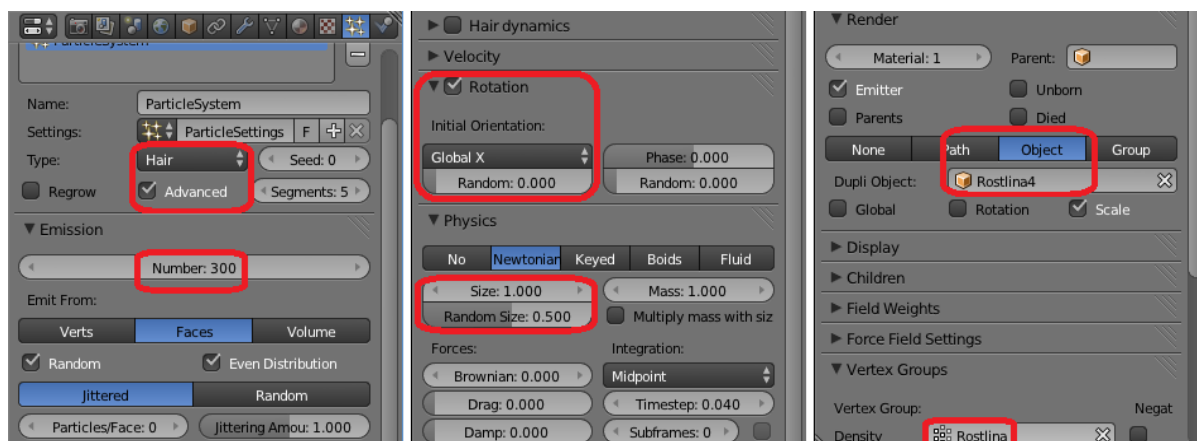 ParticleSystem
Name: ParticleSystem
Settings: ParticleSettings F
Type: Hair Seed: 0
Regrow Advanced Segments: 5
Emission
Number: 300
Emit From:
Verts Faces Volume
Random Even Distribution
Jittered Random
Particles/Face: 0 Jittering Amou: 1.000
Hair dynamics
Velocity
Rotation
Initial Orientation:
Global X Phase: 0.000
Random: 0.000 Random: 0.000
Physics
No Newtonian Keyed Boids Fluid
Size: 1.000 Mass: 1.000
Random Size: 0.500 Multiply mass with siz
Forces: Integration:
Brownian: 0.000 Midpoint
Drag: 0.000 Timestep: 0.040
Damp: 0.000 Subframes: 0
Render
Material: 1 Parent:
Emitter Unborn
Parents Died
None Path Object Group
Dupli Object: Rostlina4
Global Rotation Scale
Display
Children
Field Weights
Force Field Settings
Vertex Groups
Vertex Group: Negat
Density Rostlina